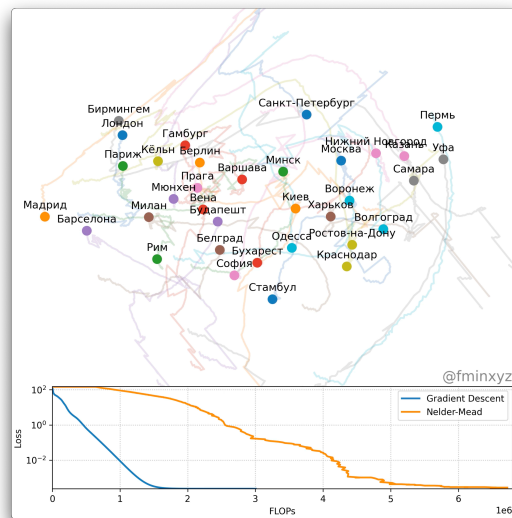 Санкт-Петербург
Бирмингем
Лондон
Пермь
Гамбург
Нижний Новгород
Казань
Париж
Кёльн
Берлин
Москва
Уфа
Варшава
Минск
Самара
Прага
Мюнхен
Воронеж
Мадрид
Милан
Вена
Киев
Харьков
Барселона
Будапешт
Волгоград
Рим
Белград
Одесса
Ростов-на-Дону
Бухарест
София
Краснодар
Стамбул
@fminxyz
Gradient Descent
Nelder-Mead
Loss
10²
10⁰
10⁻²
0 1 2 3 4 5 6
FLOPs
1e6